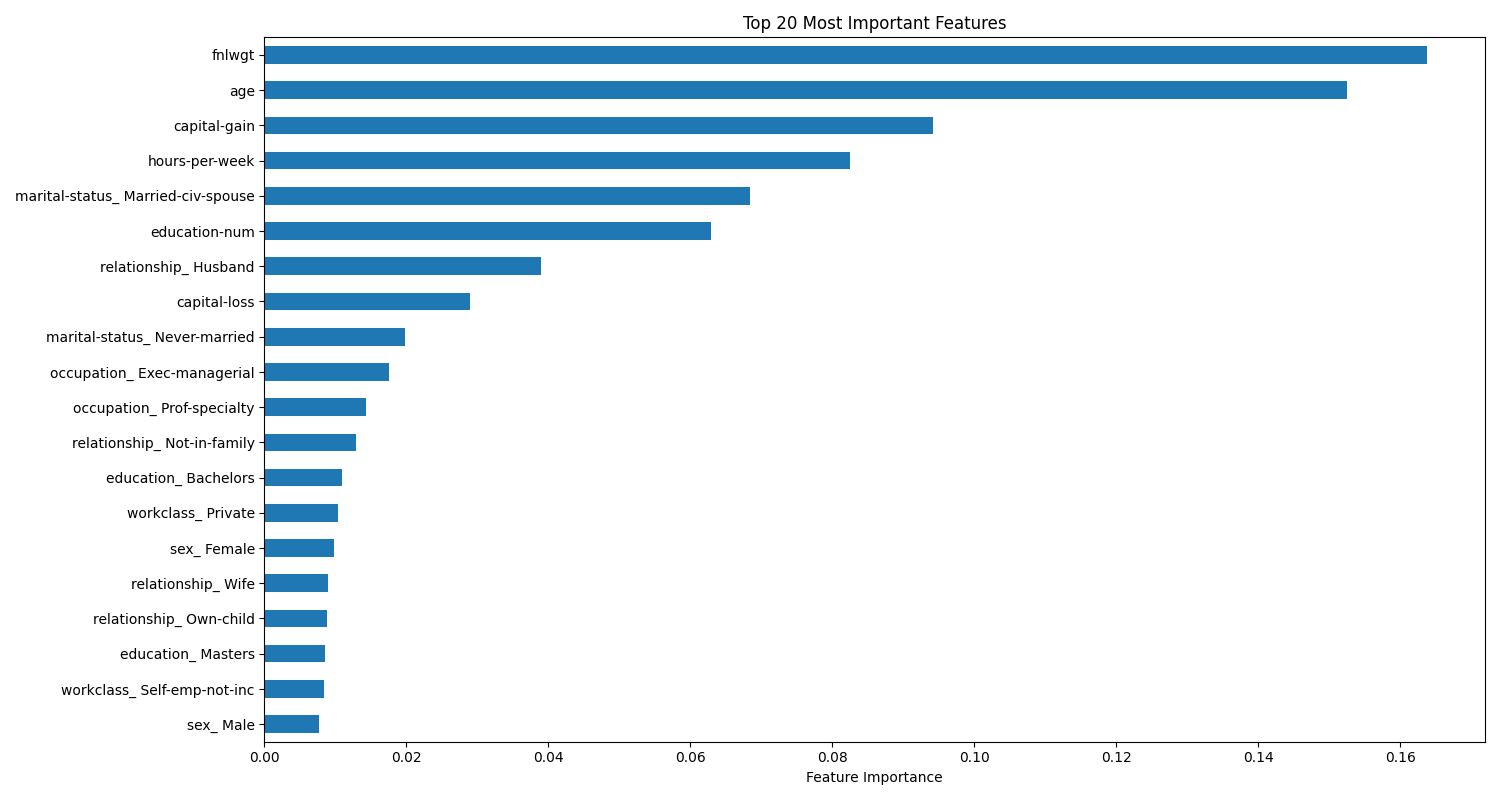 Top 20 Most Important Features
fnlwgt
age
capital-gain
hours-per-week
marital-status_ Married-civ-spouse
education-num
relationship_ Husband
capital-loss
marital-status_ Never-married
occupation_ Exec-managerial
occupation_ Prof-specialty
relationship_ Not-in-family
education_ Bachelors
workclass_ Private
sex_ Female
relationship_ Wife
relationship_ Own-child
education_ Masters
workclass_ Self-emp-not-inc
sex_ Male
0.00 0.02 0.04 0.06 0.08 0.10 0.12 0.14 0.16
Feature Importance